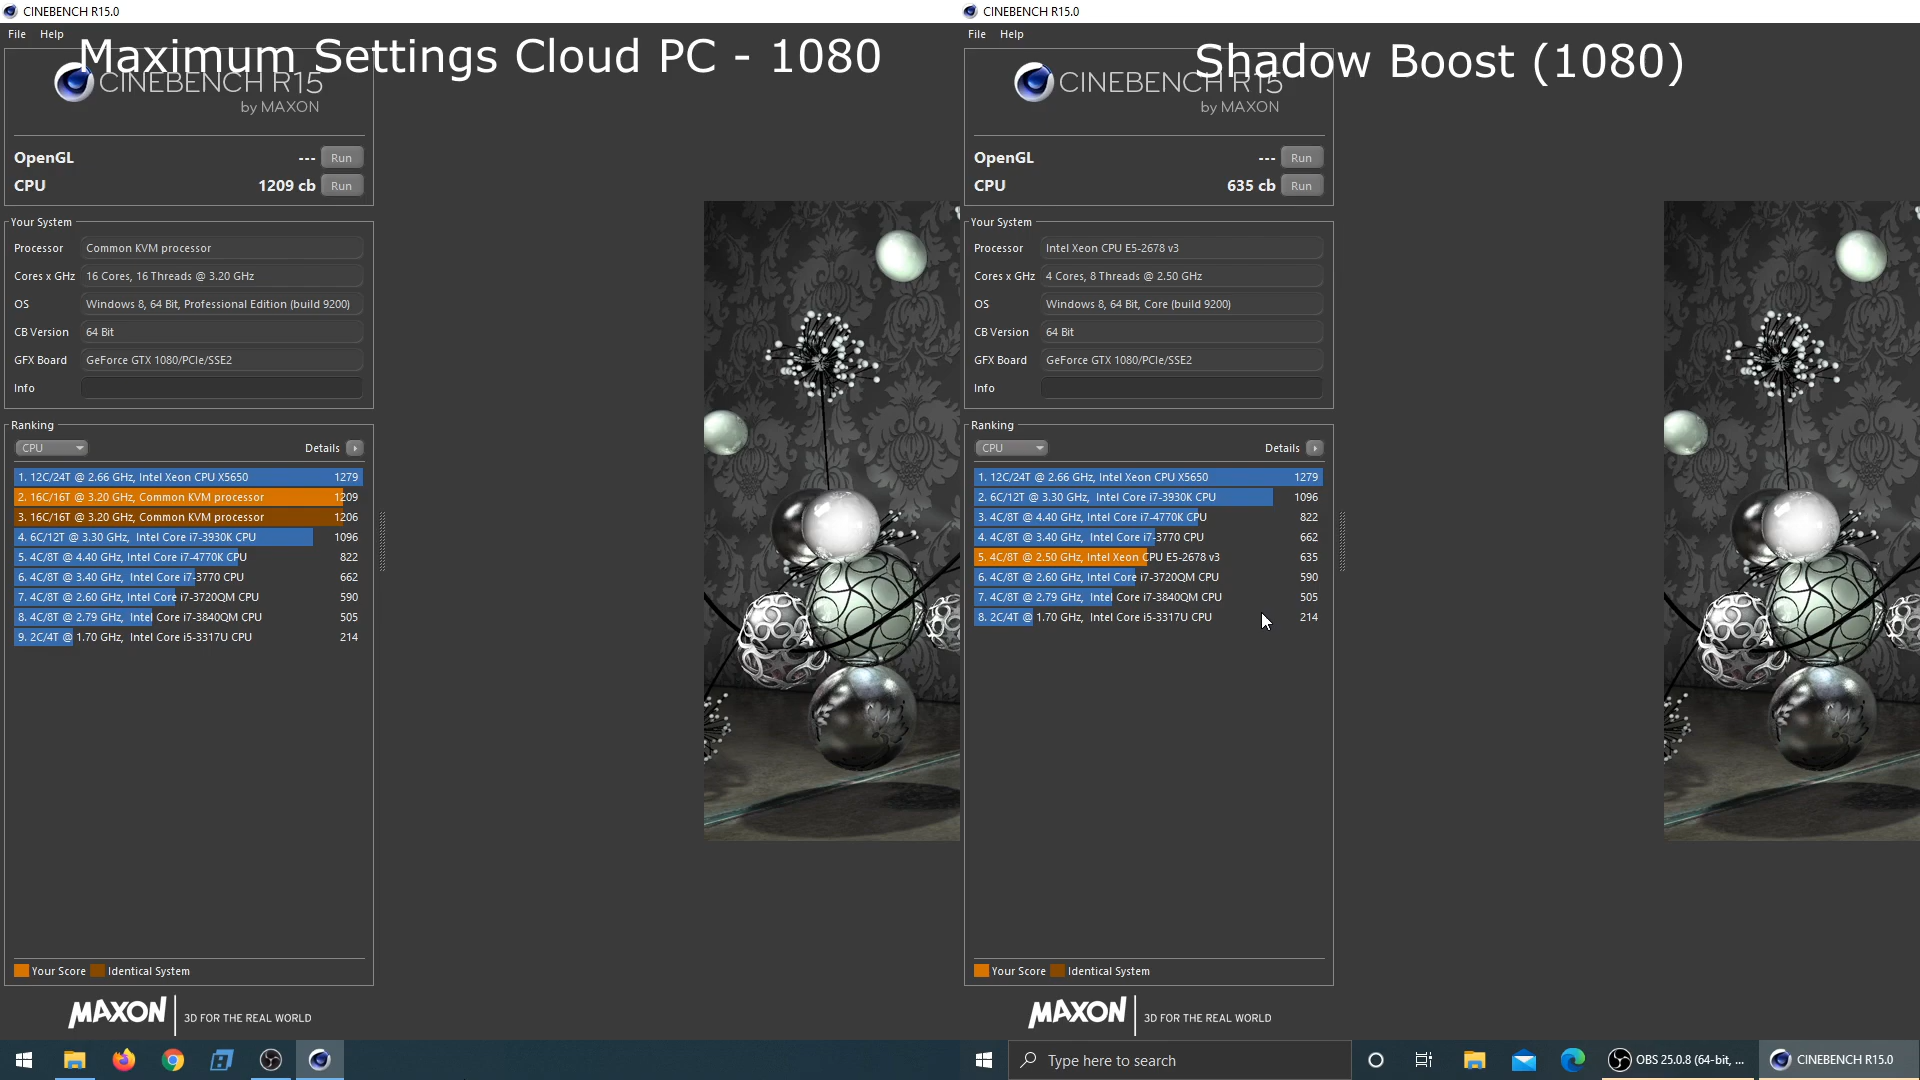 CINEBENCH R15.0
File Help
Maximum Settings Cloud PC - 1080
CINEBENCH R15
by MAXON
OpenGL --- Run
CPU 1209 cb Run
Your System
Processor Common KVM processor
Cores x GHz 16 Cores, 16 Threads @ 3.20 GHz
OS Windows 8, 64 Bit, Professional Edition (build 9200)
CB Version 64 Bit
GFX Board GeForce GTX 1080/PCIe/SSE2
Info
Ranking
CPU Details
1. 12C/24T @ 2.66 GHz, Intel Xeon CPU X5650 1279
2. 16C/16T @ 3.20 GHz, Common KVM processor 1209
3. 16C/16T @ 3.20 GHz, Common KVM processor 1206
4. 6C/12T @ 3.30 GHz, Intel Core i7-3930K CPU 1096
5. 4C/8T @ 4.40 GHz, Intel Core i7-4770K CPU 822
6. 4C/8T @ 3.40 GHz, Intel Core i7-3770 CPU 662
7. 4C/8T @ 2.60 GHz, Intel Core i7-3720QM CPU 590
8. 4C/8T @ 2.79 GHz, Intel Core i7-3840QM CPU 505
9. 2C/4T @ 1.70 GHz, Intel Core i5-3317U CPU 214
Your Score Identical System
MAXON 3D FOR THE REAL WORLD
CINEBENCH R15.0
File Help
Shadow Boost (1080)
CINEBENCH R15
by MAXON
OpenGL --- Run
CPU 635 cb Run
Your System
Processor Intel Xeon CPU E5-2678 v3
Cores x GHz 4 Cores, 8 Threads @ 2.50 GHz
OS Windows 8, 64 Bit, Core (build 9200)
CB Version 64 Bit
GFX Board GeForce GTX 1080/PCIe/SSE2
Info
Ranking
CPU Details
1. 12C/24T @ 2.66 GHz, Intel Xeon CPU X5650 1279
2. 6C/12T @ 3.30 GHz, Intel Core i7-3930K CPU 1096
3. 4C/8T @ 4.40 GHz, Intel Core i7-4770K CPU 822
4. 4C/8T @ 3.40 GHz, Intel Core i7-3770 CPU 662
5. 4C/8T @ 2.50 GHz, Intel Xeon CPU E5-2678 v3 635
6. 4C/8T @ 2.60 GHz, Intel Core i7-3720QM CPU 590
7. 4C/8T @ 2.79 GHz, Intel Core i7-3840QM CPU 505
8. 2C/4T @ 1.70 GHz, Intel Core i5-3317U CPU 214
Your Score Identical System
MAXON 3D FOR THE REAL WORLD
Type here to search
OBS 25.0.8 (64-bit, ...
CINEBENCH R15.0